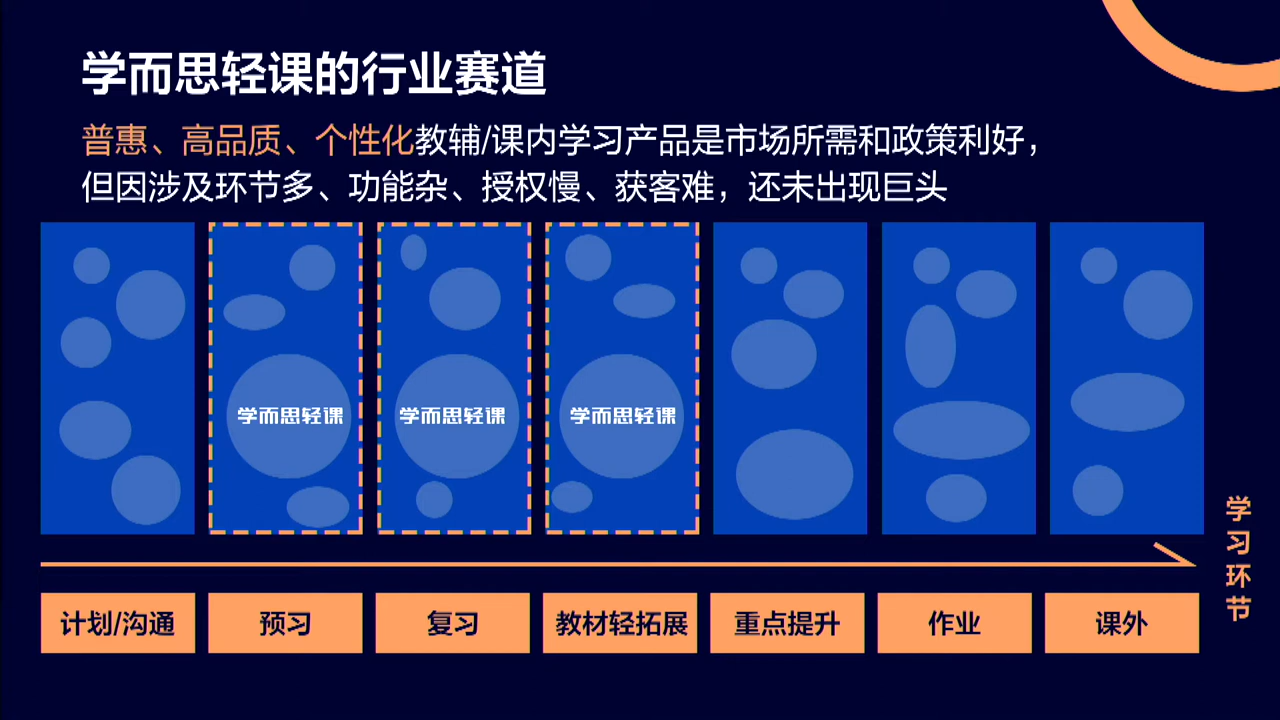 学而思轻课的行业赛道
普惠、高品质、个性化教辅/课内学习产品是市场所需和政策利好，
但因涉及环节多、功能杂、授权慢、获客难，还未出现巨头
学而思轻课
学而思轻课
学而思轻课
学习环节
计划/沟通
预习
复习
教材轻拓展
重点提升
作业
课外